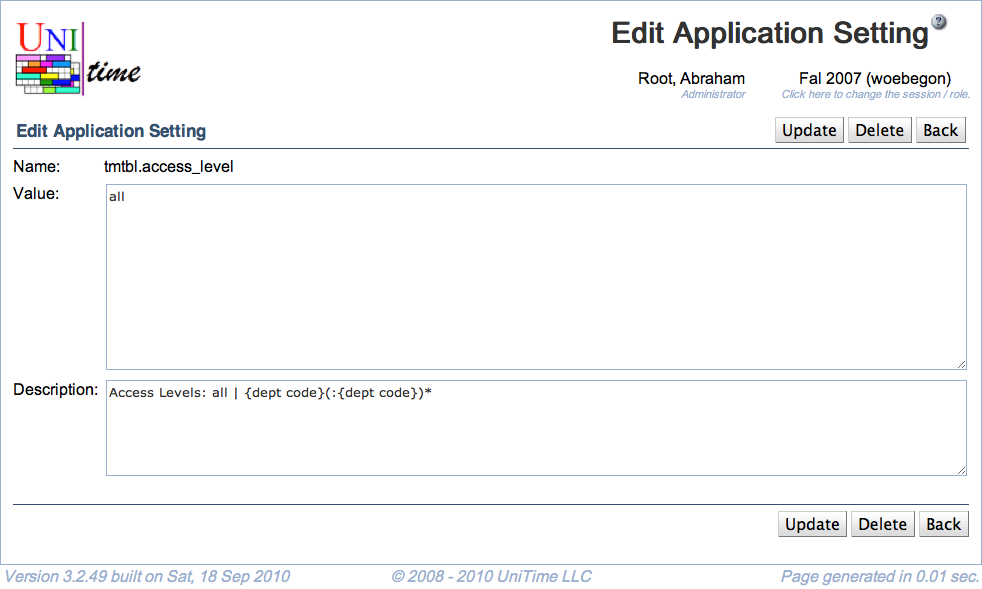 UNI time
Edit Application Setting ?
Root, Abraham Fal 2007 (woebegon)
Administrator Click here to change the session / role.
Edit Application Setting Update Delete Back
Name: tmtbl.access_level
Value: all
Description: Access Levels: all | {dept code}(:{dept code})*
Update Delete Back
Version 3.2.49 built on Sat, 18 Sep 2010 © 2008 - 2010 UniTime LLC Page generated in 0.01 sec.